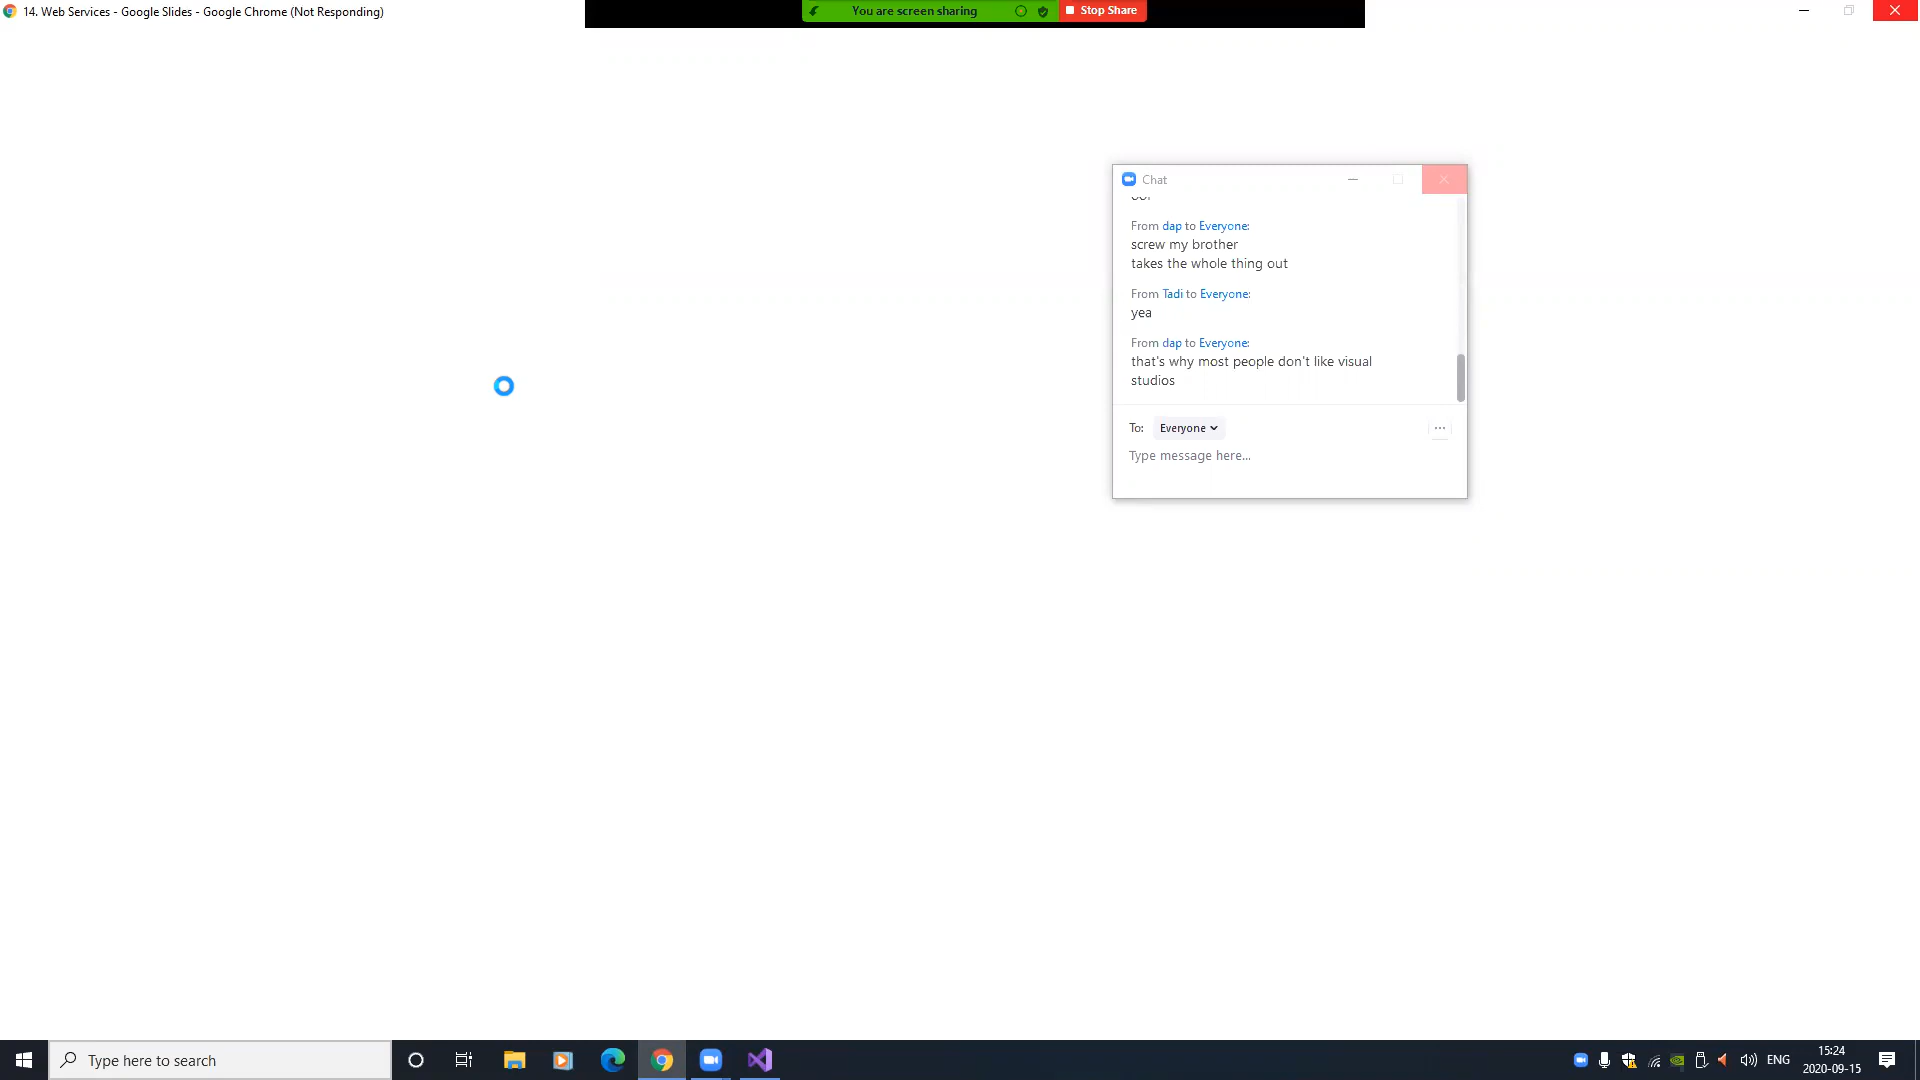 14. Web Services - Google Slides - Google Chrome (Not Responding)
You are screen sharing
Stop Share
Chat
From dap to Everyone:
screw my brother
takes the whole thing out
From Tadi to Everyone:
yea
From dap to Everyone:
that's why most people don't like visual
studios
To: Everyone
Type message here...
Type here to search
ENG
15:24
2020-09-15